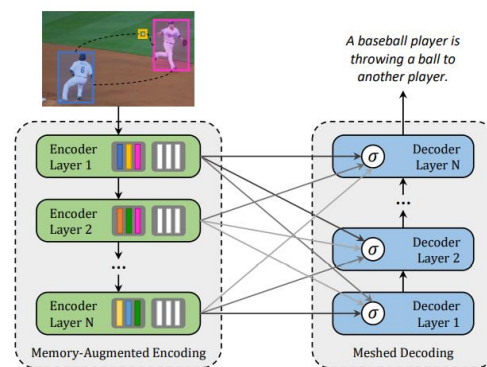 A baseball player is
throwing a ball to
another player.
Encoder
Layer 1
Encoder
Layer 2
...
Encoder
Layer N
Memory-Augmented Encoding
σ
Decoder
Layer N
...
σ
Decoder
Layer 2
σ
Decoder
Layer 1
Meshed Decoding